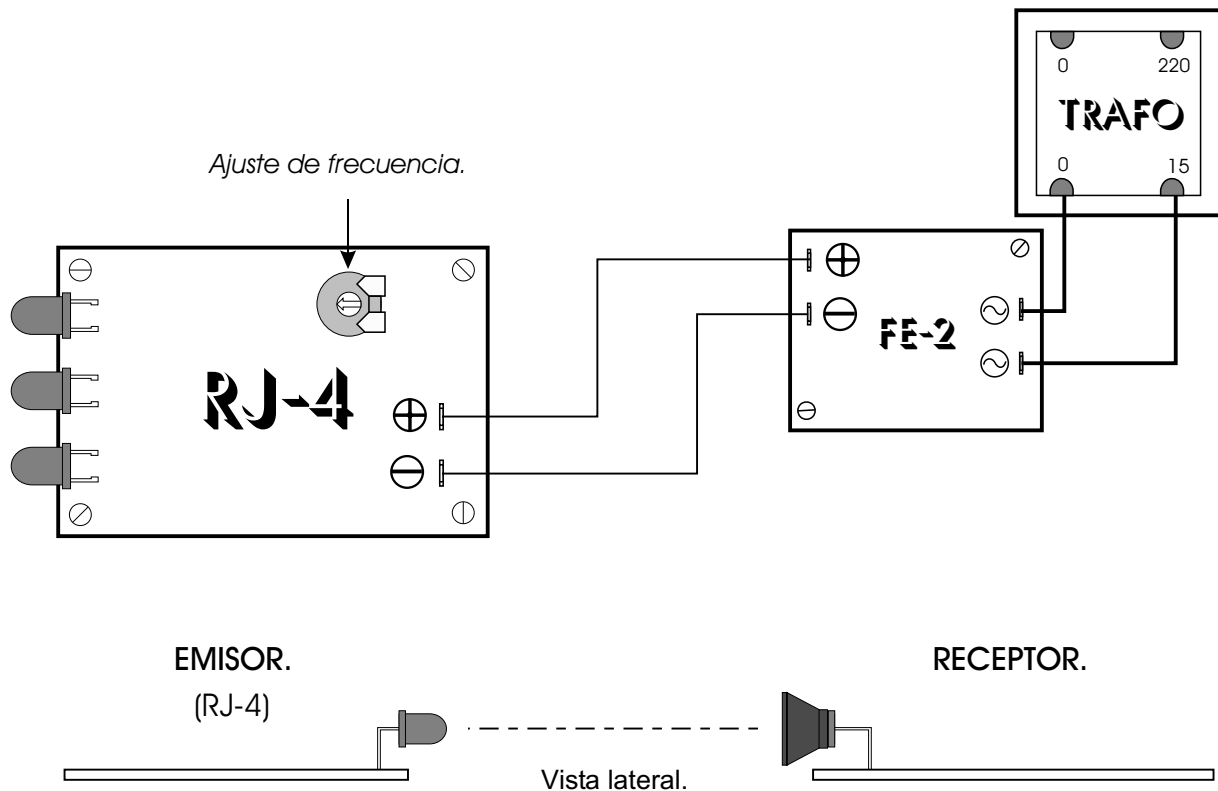 0 220
TRAFO
0 15
Ajuste de frecuencia.
RJ-4
FE-2
EMISOR.
(RJ-4)
RECEPTOR.
Vista lateral.